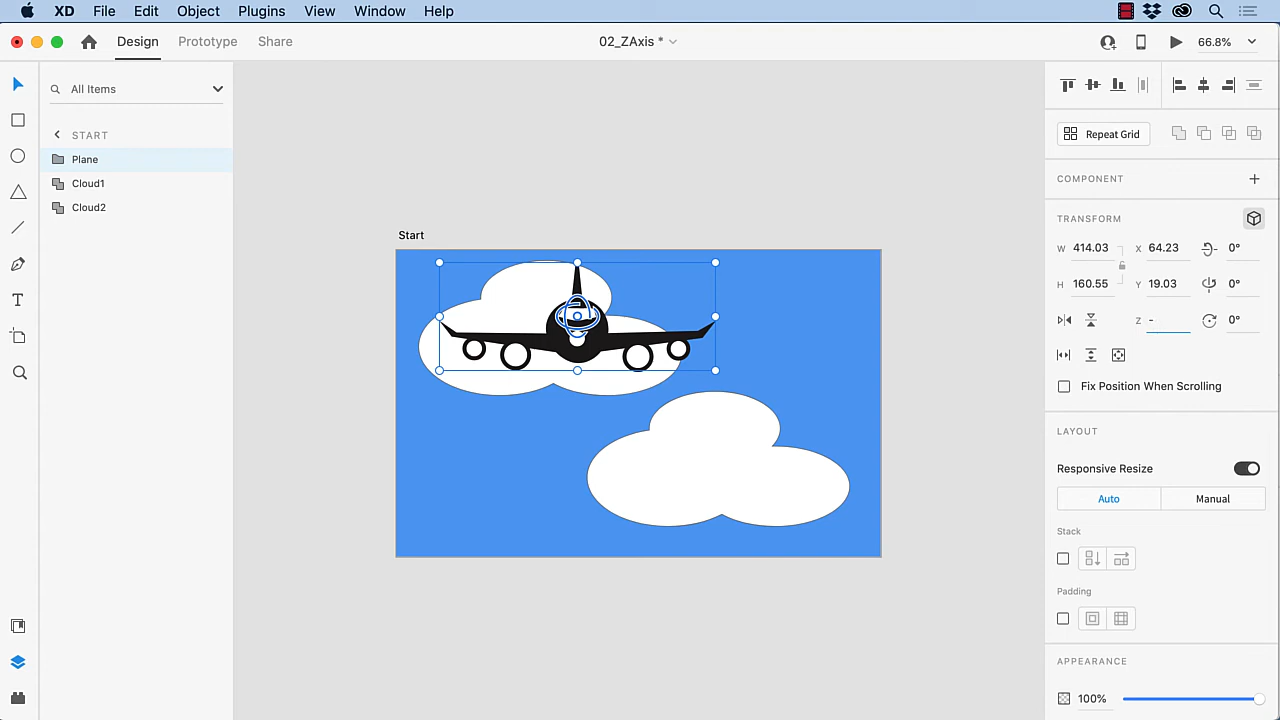 XD File Edit Object Plugins View Window Help
Design Prototype Share 02_ZAxis * 66.8%
All Items
START
Plane
Cloud1
Cloud2
Start
Repeat Grid
COMPONENT
TRANSFORM
W 414.03 X 64.23 0°
H 160.55 Y 19.03 0°
Z - 0°
Fix Position When Scrolling
LAYOUT
Responsive Resize
Auto Manual
Stack
Padding
APPEARANCE
100%